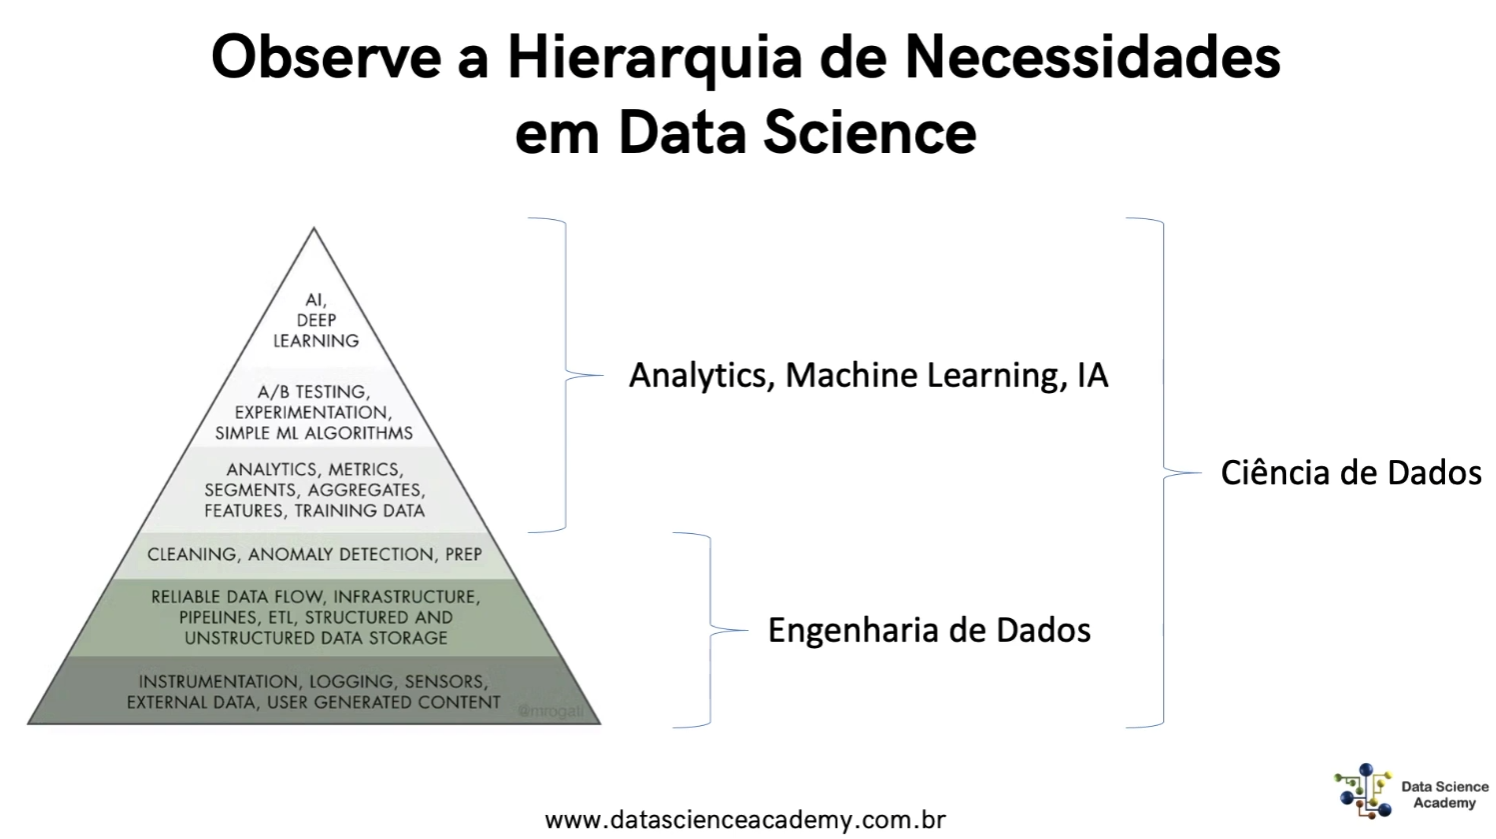 Observe a Hierarquia de Necessidades
em Data Science
AI,
DEEP
LEARNING
A/B TESTING,
EXPERIMENTATION,
SIMPLE ML ALGORITHMS
ANALYTICS, METRICS,
SEGMENTS, AGGREGATES,
FEATURES, TRAINING DATA
CLEANING, ANOMALY DETECTION, PREP
RELIABLE DATA FLOW, INFRASTRUCTURE,
PIPELINES, ETL, STRUCTURED AND
UNSTRUCTURED DATA STORAGE
INSTRUMENTATION, LOGGING, SENSORS,
EXTERNAL DATA, USER GENERATED CONTENT
@mrogati
Analytics, Machine Learning, IA
Engenharia de Dados
Ciência de Dados
Data Science
Academy
www.datascienceacademy.com.br